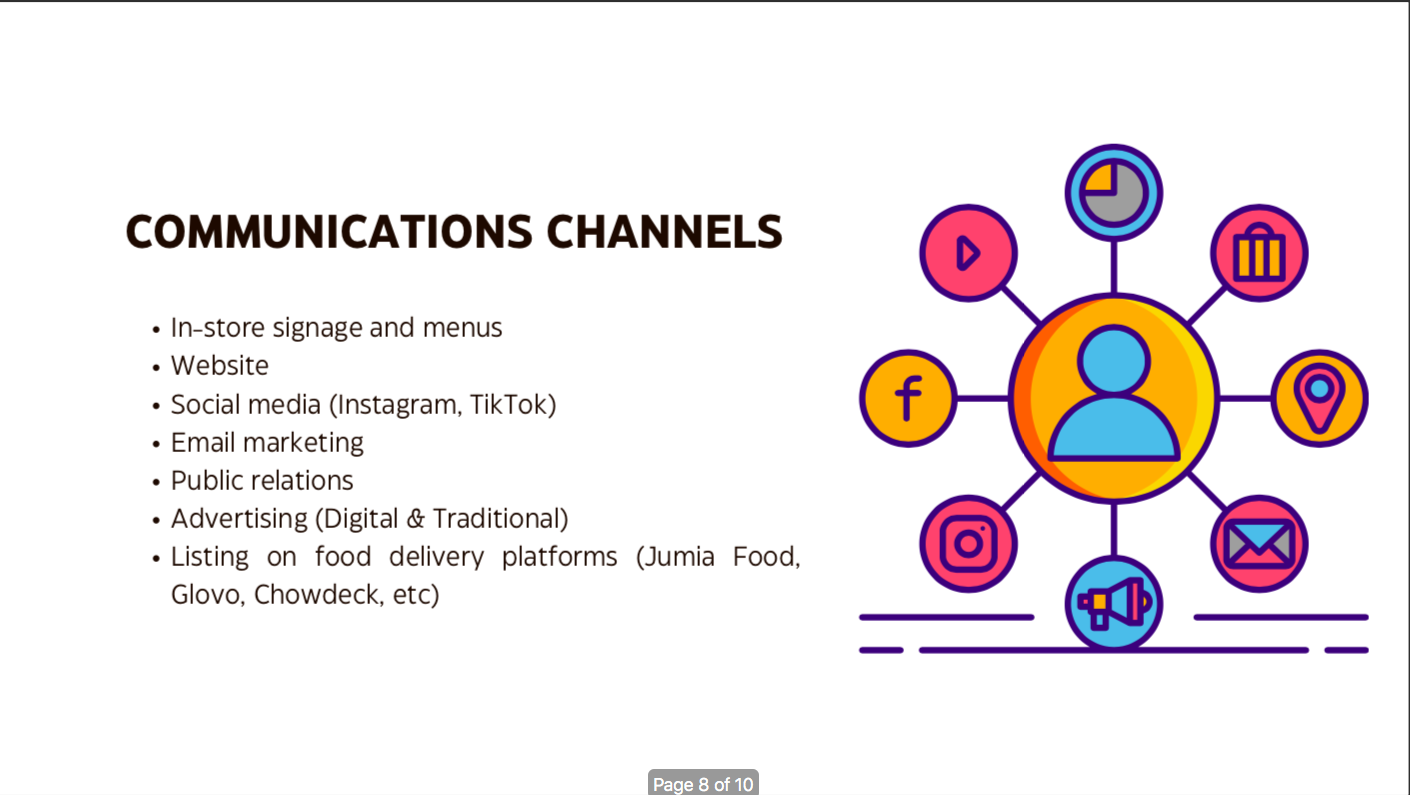 COMMUNICATIONS CHANNELS
• In-store signage and menus
• Website
• Social media (Instagram, TikTok)
• Email marketing
• Public relations
• Advertising (Digital & Traditional)
• Listing on food delivery platforms (Jumia Food,
Glovo, Chowdeck, etc)
f
Page 8 of 10